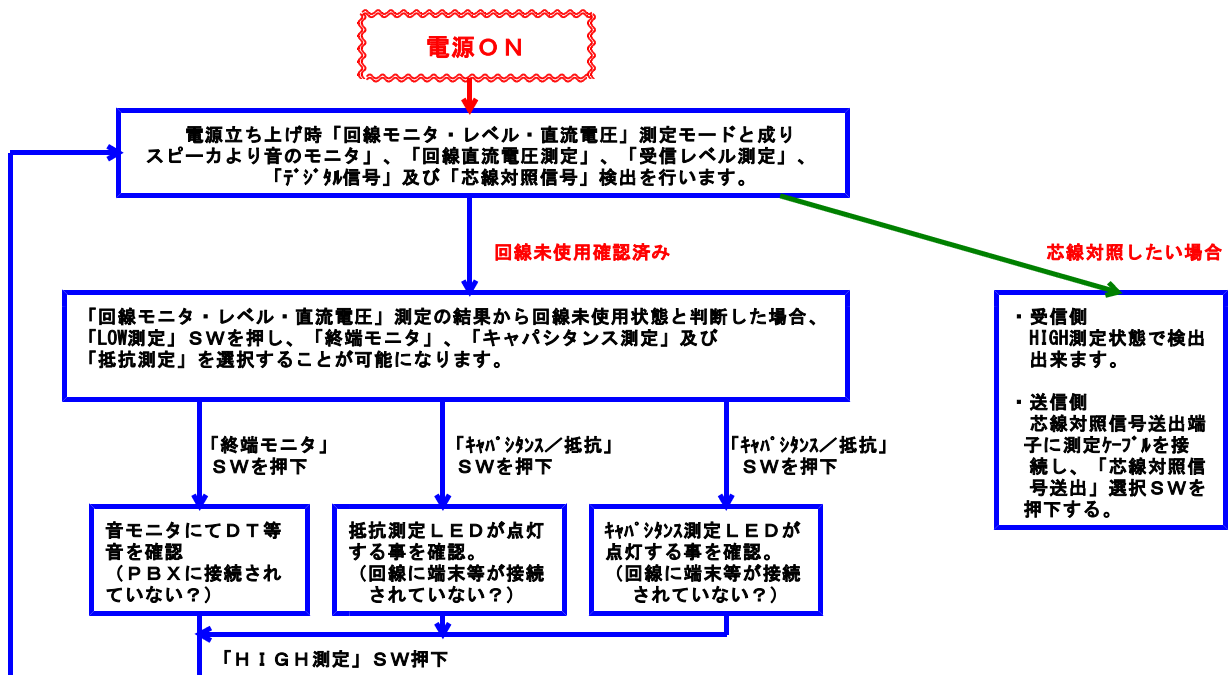 電源ON
電源立ち上げ時「回線モニタ・レベル・直流電圧」測定モードと成り
スピーカより音のモニタ」、「回線直流電圧測定」、「受信レベル測定」、
「ﾃﾞｼﾞﾀﾙ信号」及び「芯線対照信号」検出を行います。
回線未使用確認済み
芯線対照したい場合
「回線モニタ・レベル・直流電圧」測定の結果から回線未使用状態と判断した場合、
「LOW測定」SWを押し、「終端モニタ」、「キャパシタンス測定」及び
「抵抗測定」を選択することが可能になります。
・受信側
HIGH測定状態で検出
出来ます。
・送信側
芯線対照信号送出端
子に測定ｹｰﾌﾞﾙを接
続し、「芯線対照信
号送出」選択SWを
押下する。
「終端モニタ」
SWを押下
「ｷｬﾊﾟｼﾀﾝｽ／抵抗」
SWを押下
「ｷｬﾊﾟｼﾀﾝｽ／抵抗」
SWを押下
音モニタにてDT等
音を確認
(PBXに接続され
ていない?)
抵抗測定LEDが点灯
する事を確認。
(回線に端末等が接続
されていない?)
ｷｬﾊﾟｼﾀﾝｽ測定LEDが
点灯する事を確認。
(回線に端末等が接続
されていない?)
「HIGH測定」SW押下